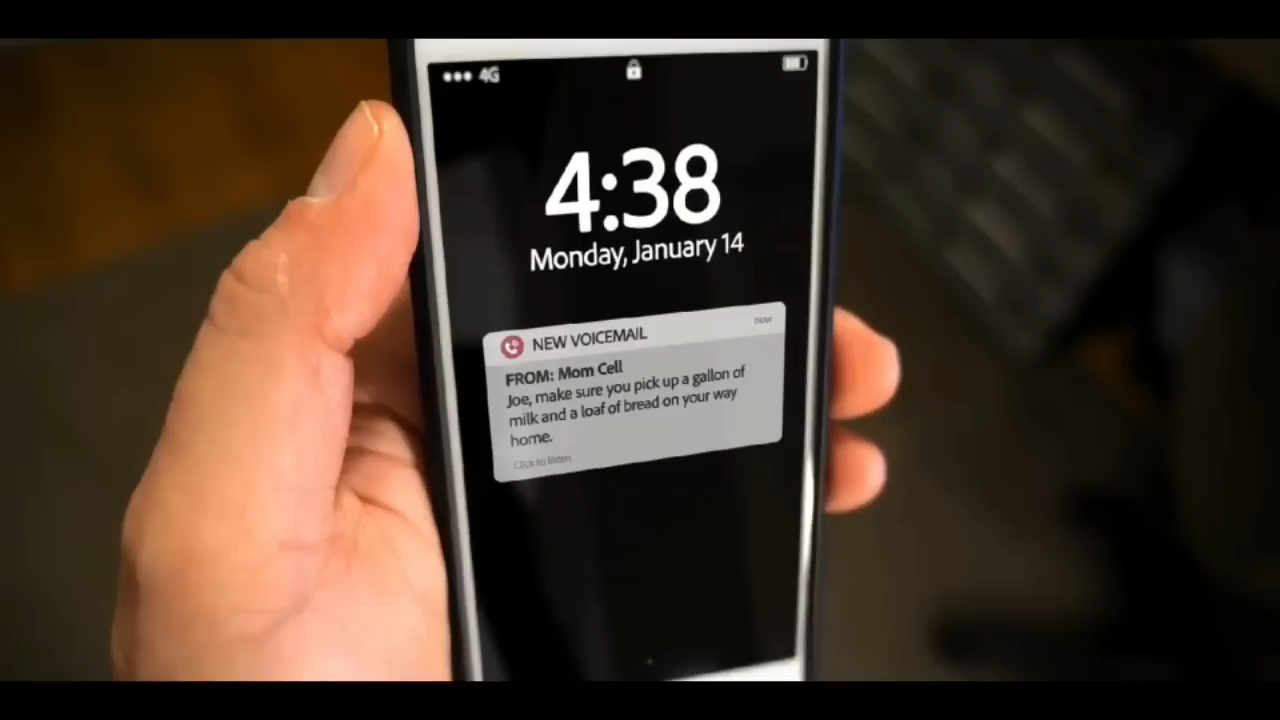 4G
4:38
Monday, January 14
NEW VOICEMAIL
now
FROM: Mom Cell
Joe, make sure you pick up a gallon of
milk and a loaf of bread on your way
home.
Click to listen